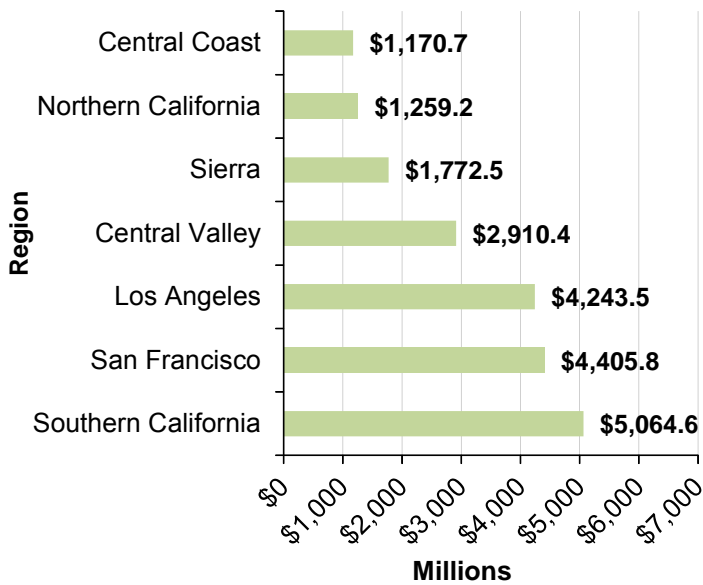 Region
Central Coast $1,170.7
Northern California $1,259.2
Sierra $1,772.5
Central Valley $2,910.4
Los Angeles $4,243.5
San Francisco $4,405.8
Southern California $5,064.6
$0 $1,000 $2,000 $3,000 $4,000 $5,000 $6,000 $7,000
Millions